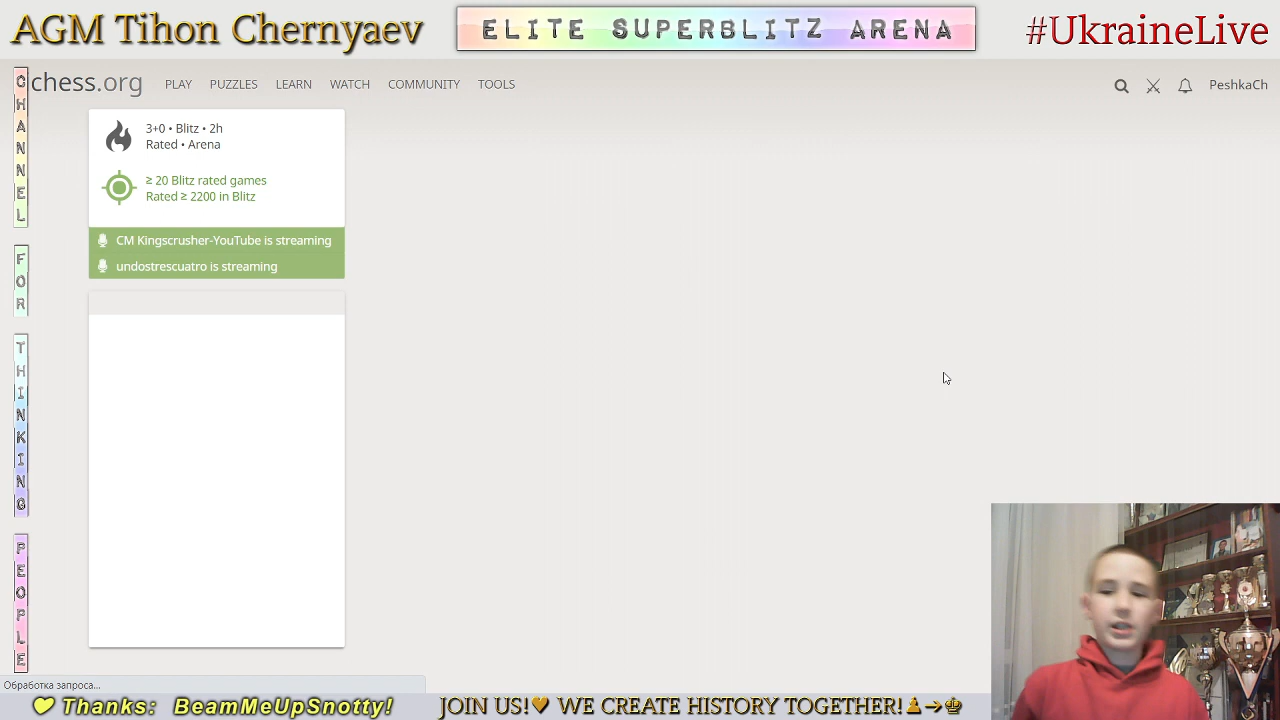 AGM Tihon Chernyaev
ELITE SUPERBLITZ ARENA
#UkraineLive
CHANNEL
FOR
THINKING
PEOPLE
chess.org
PLAY
PUZZLES
LEARN
WATCH
COMMUNITY
TOOLS
PeshkaCh
3+0 • Blitz • 2h
Rated • Arena
≥ 20 Blitz rated games
Rated ≥ 2200 in Blitz
CM Kingscrusher-YouTube is streaming
undostrescuatro is streaming
Обработка запроса...
Thanks: BeamMeUpSnotty!
JOIN US!🧡 WE CREATE HISTORY TOGETHER!♟→♚